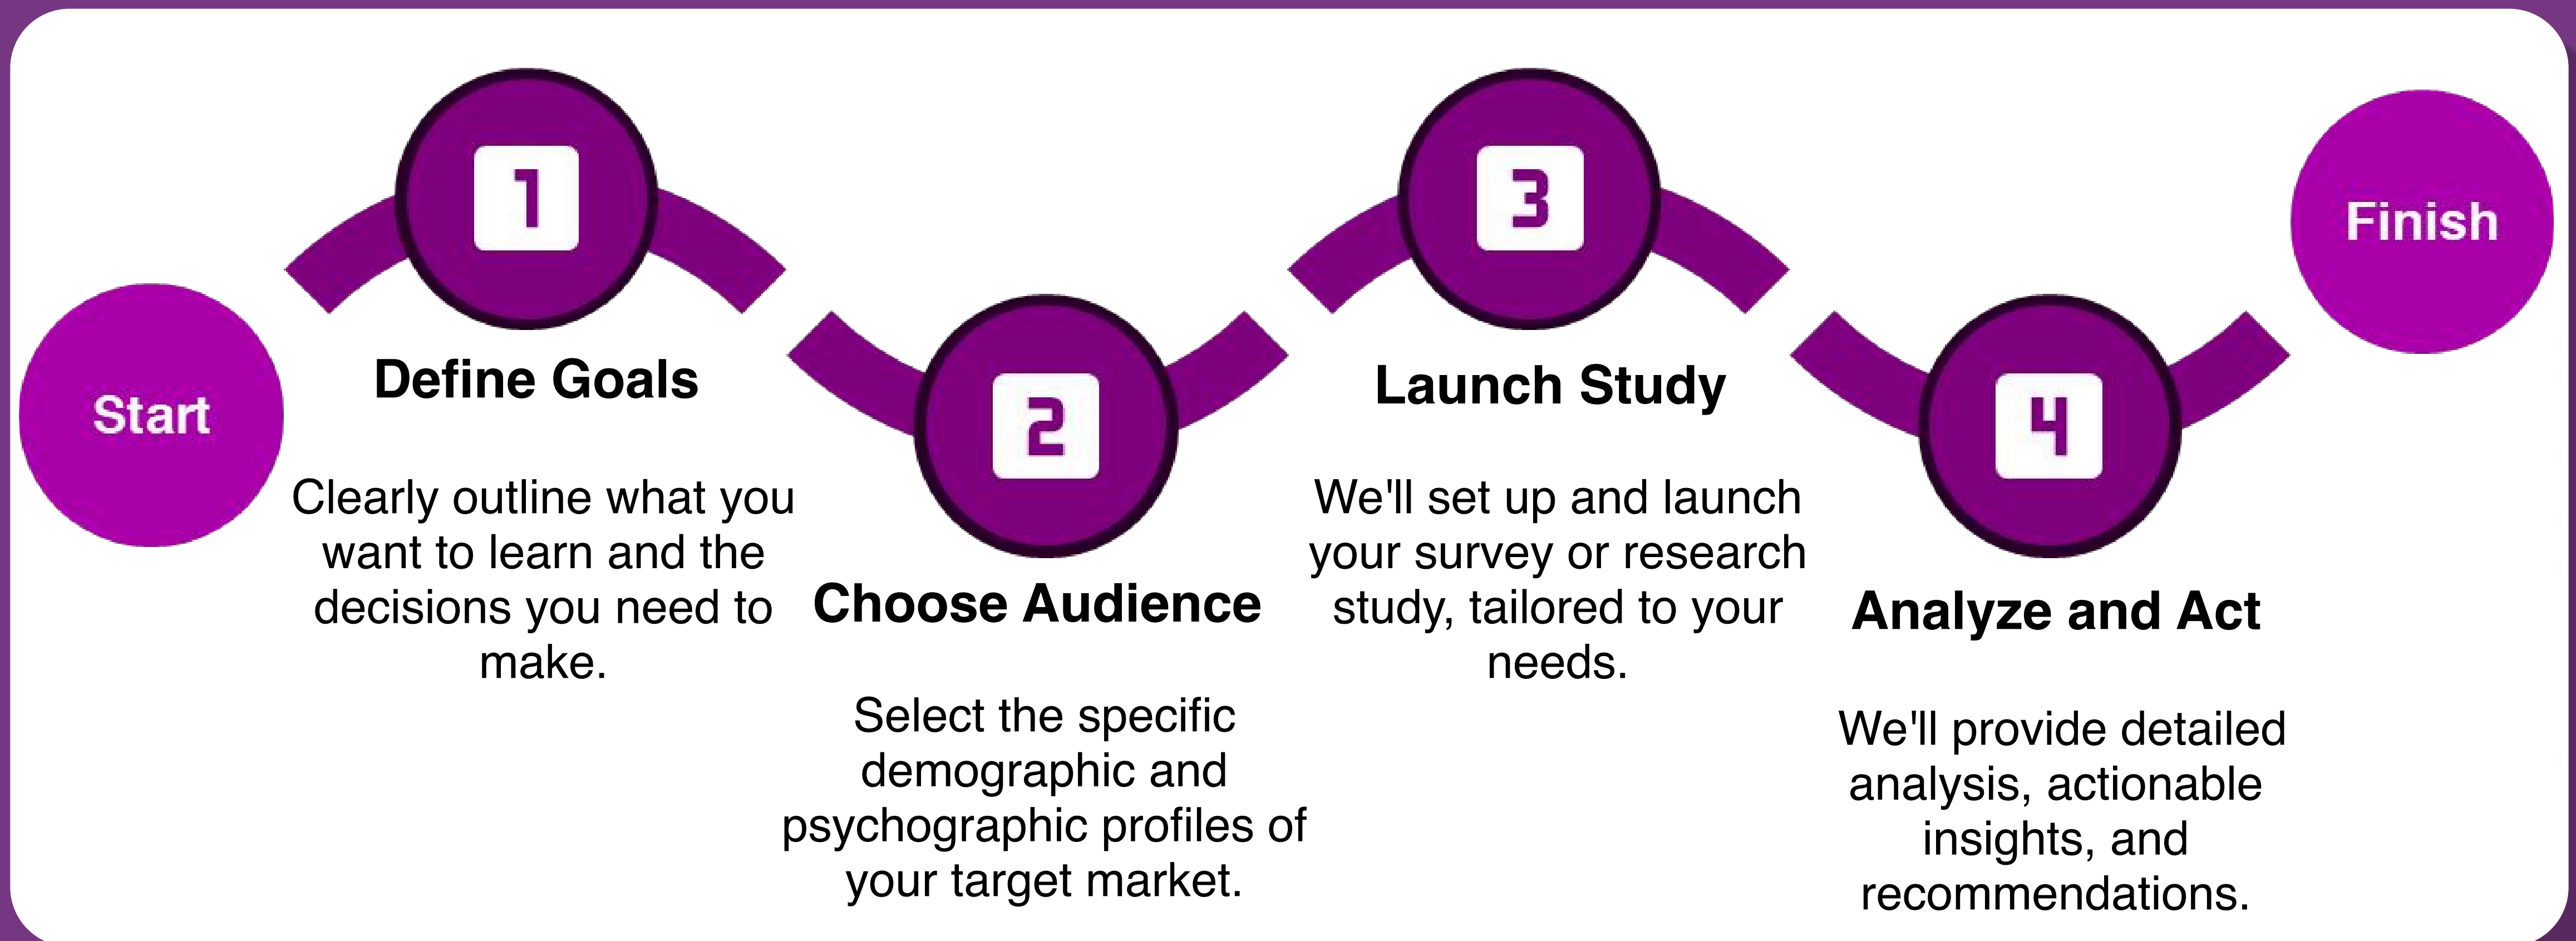 Start
1
Define Goals
Clearly outline what you
want to learn and the
decisions you need to
make.
2
Choose Audience
Select the specific
demographic and
psychographic profiles of
your target market.
3
Launch Study
We'll set up and launch
your survey or research
study, tailored to your
needs.
4
Analyze and Act
We'll provide detailed
analysis, actionable
insights, and
recommendations.
Finish